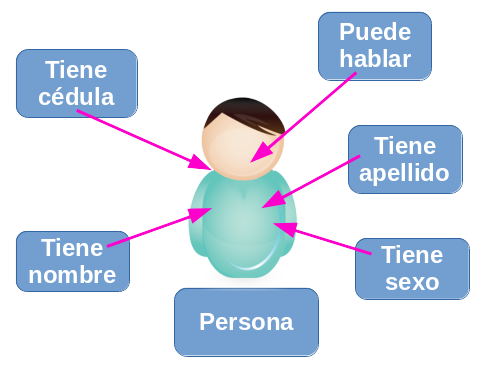 Puede
hablar
Tiene
cédula
Tiene
apellido
Tiene
nombre
Tiene
sexo
Persona